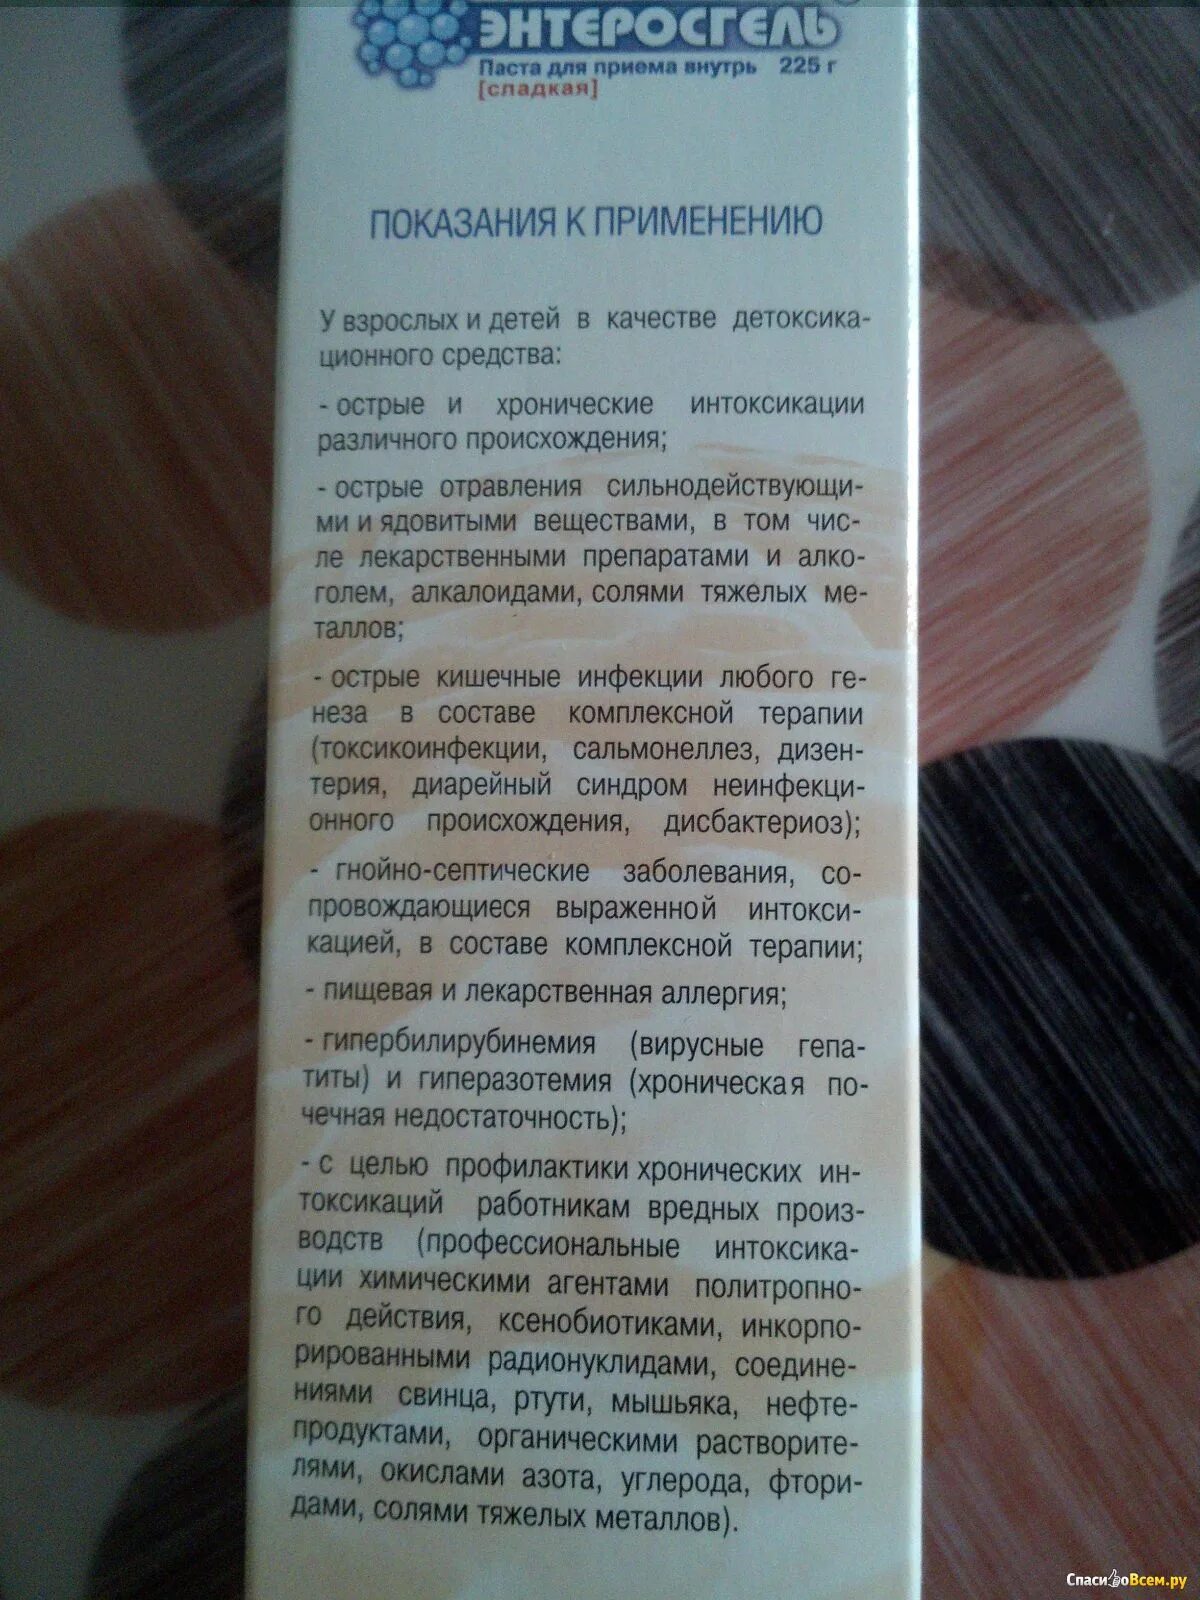 ЭНТЕРОСГЕЛЬ
Паста для приема внутрь 225 г
[сладкая]
ПОКАЗАНИЯ К ПРИМЕНЕНИЮ
У взрослых и детей в качестве детоксика-
ционного средства:
- острые и хронические интоксикации
различного происхождения;
- острые отравления сильнодействующи-
ми и ядовитыми веществами, в том чис-
ле лекарственными препаратами и алко-
голем, алкалоидами, солями тяжелых ме-
таллов;
- острые кишечные инфекции любого ге-
неза в составе комплексной терапии
(токсикоинфекции, сальмонеллез, дизен-
терия, диарейный синдром неинфекци-
онного происхождения, дисбактериоз);
- гнойно-септические заболевания, со-
провождающиеся выраженной интокси-
кацией, в составе комплексной терапии;
- пищевая и лекарственная аллергия;
- гипербилирубинемия (вирусные гепа-
титы) и гиперазотемия (хроническая по-
чечная недостаточность);
- с целью профилактики хронических ин-
токсикаций работникам вредных произ-
водств (профессиональные интоксика-
ции химическими агентами политропно-
го действия, ксенобиотиками, инкорпо-
рированными радионуклидами, соедине-
ниями свинца, ртути, мышьяка, нефте-
продуктами, органическими растворите-
лями, окислами азота, углерода, фтори-
дами, солями тяжелых металлов).
СпасибоВсем.ру